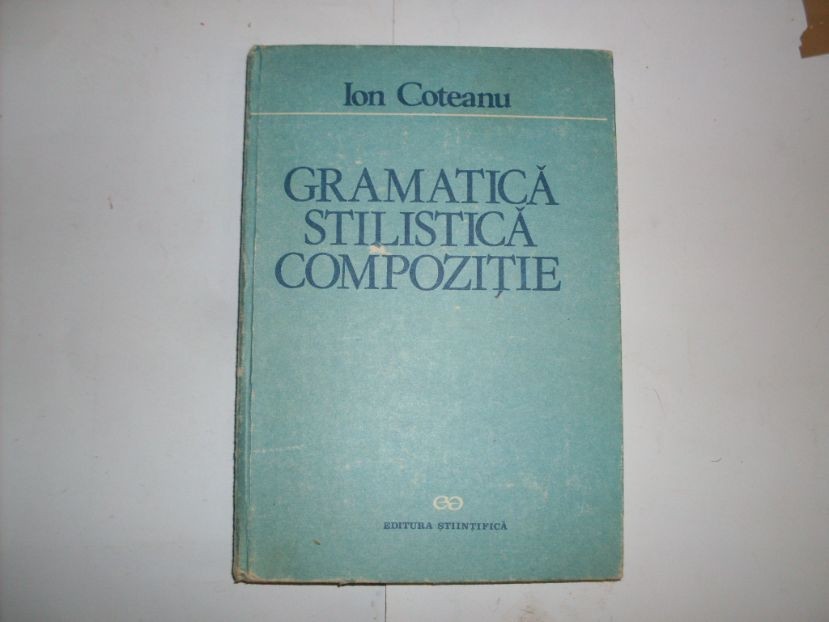 Ion Coteanu
GRAMATICĂ
STILISTICĂ
COMPOZIȚIE
EDITURA ȘTIINȚIFICĂ